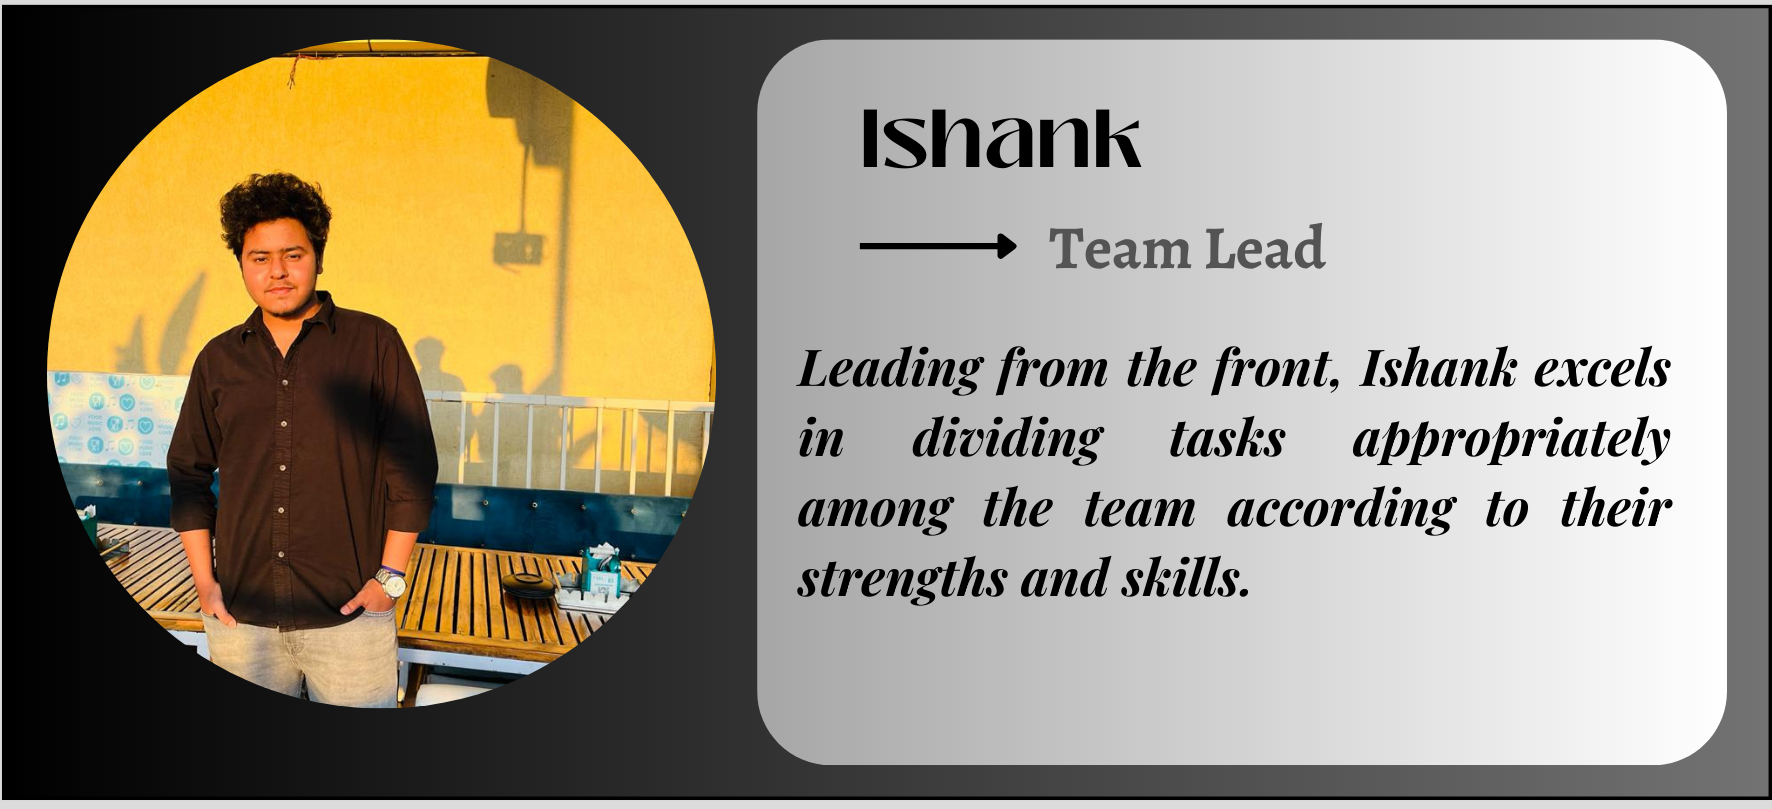 Ishank
Team Lead
Leading from the front, Ishank excels
in dividing tasks appropriately
among the team according to their
strengths and skills.